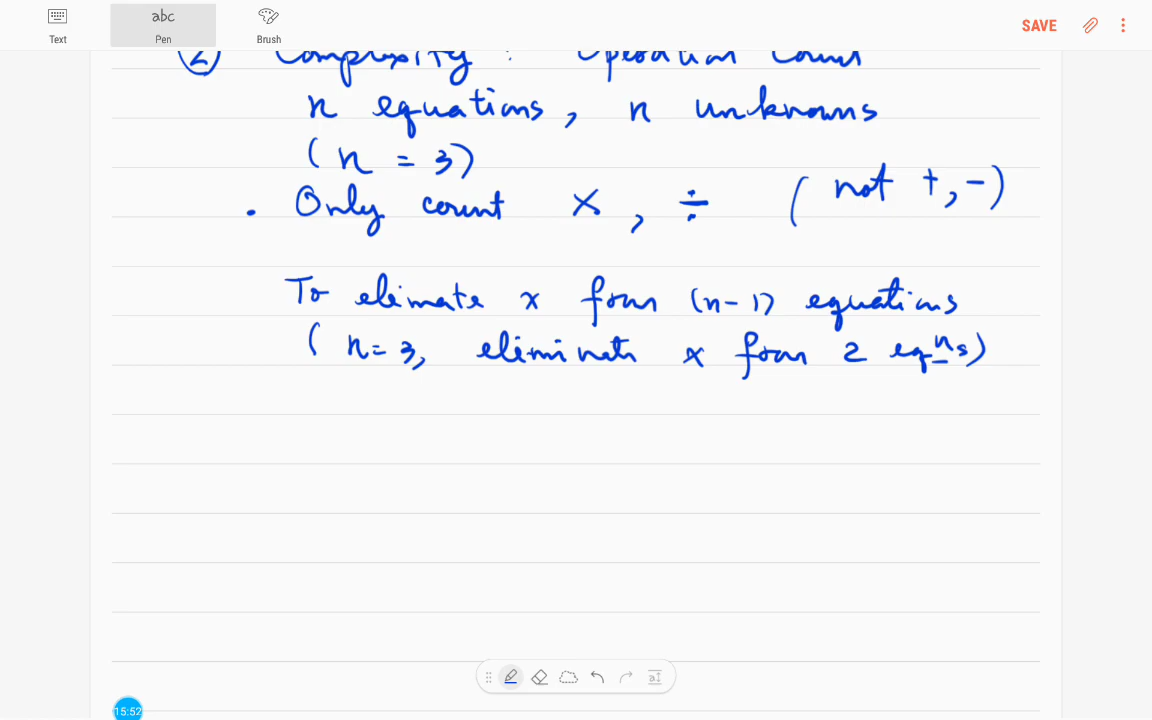 Text
abc
Pen
Brush
SAVE
② Complexity : Operation Count
n equations, n unknowns
(n = 3)
. Only count ×, ÷ (not +, -)
To elimate x from (n-1) equations
(n=3, eliminate x from 2 eqns)
15:52